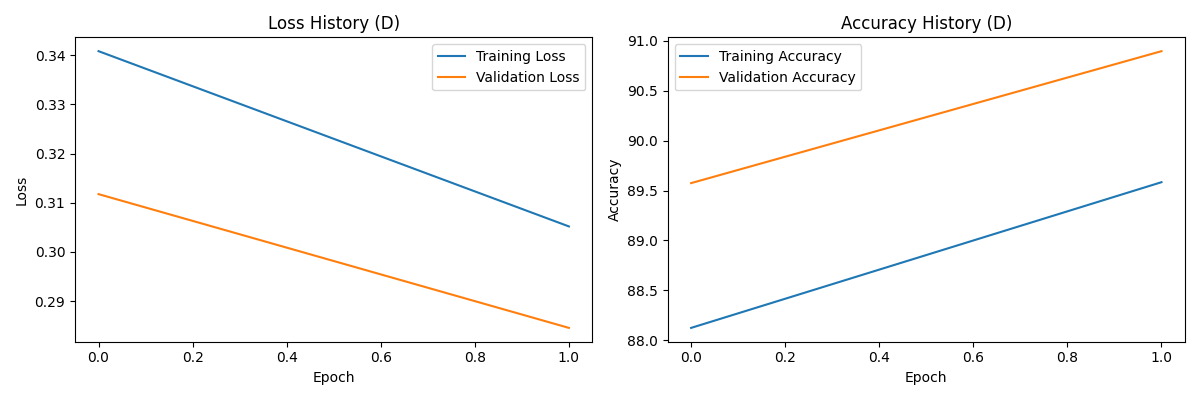 Loss History (D)
Loss
0.34
0.33
0.32
0.31
0.30
0.29
Training Loss
Validation Loss
0.0 0.2 0.4 0.6 0.8 1.0
Epoch
Accuracy History (D)
Accuracy
91.0
90.5
90.0
89.5
89.0
88.5
88.0
Training Accuracy
Validation Accuracy
0.0 0.2 0.4 0.6 0.8 1.0
Epoch